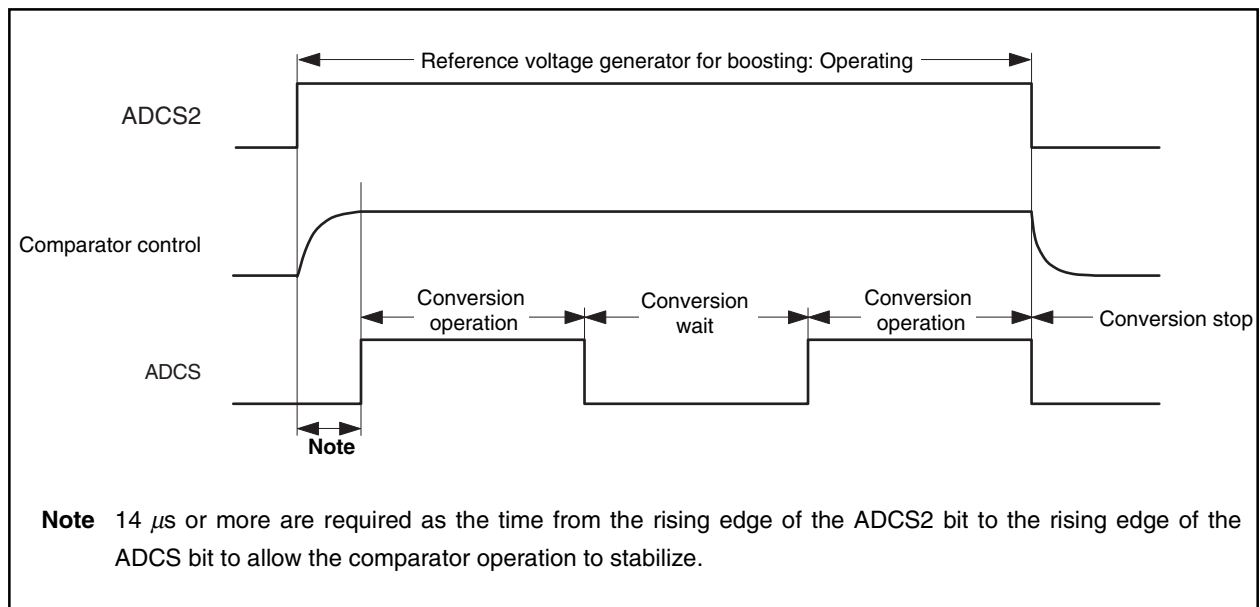 Reference voltage generator for boosting: Operating
ADCS2
Comparator control
Conversion
operation
Conversion
wait
Conversion
operation
Conversion stop
ADCS
Note
Note 14 μs or more are required as the time from the rising edge of the ADCS2 bit to the rising edge of the
ADCS bit to allow the comparator operation to stabilize.